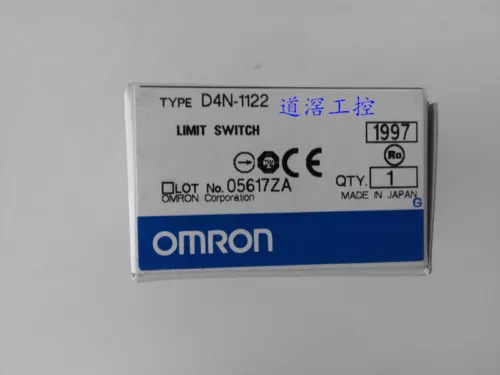 TYPE D4N-1122
道滘工控
LIMIT SWITCH
1997
Ro
CE
LOT No. 05617ZA
QTY. 1
OMRON Corporation
MADE IN JAPAN
G
OMRON